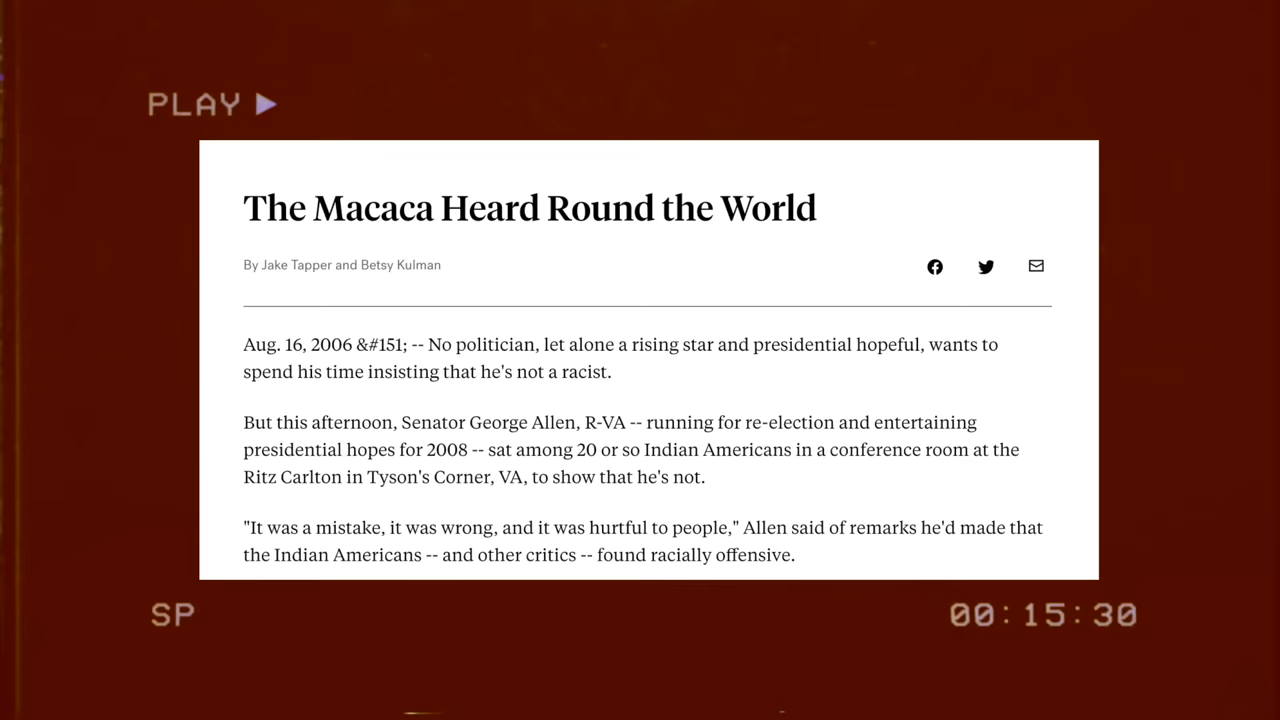 PLAY
The Macaca Heard Round the World
By Jake Tapper and Betsy Kulman
Aug. 16, 2006 &#151; -- No politician, let alone a rising star and presidential hopeful, wants to
spend his time insisting that he's not a racist.
But this afternoon, Senator George Allen, R-VA -- running for re-election and entertaining
presidential hopes for 2008 -- sat among 20 or so Indian Americans in a conference room at the
Ritz Carlton in Tyson's Corner, VA, to show that he's not.
"It was a mistake, it was wrong, and it was hurtful to people," Allen said of remarks he'd made that
the Indian Americans -- and other critics -- found racially offensive.
SP
00:15:30